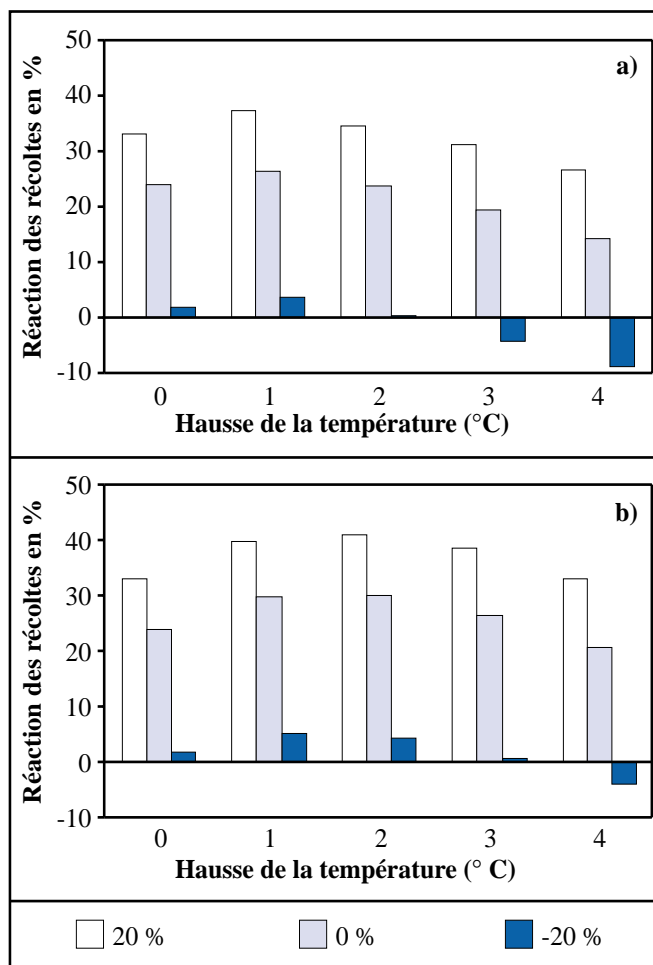 50
a)
40
30
20
10
0
-10
Réaction des récoltes en %
0 1 2 3 4
Hausse de la température (°C)
50
b)
40
30
20
10
0
-10
Réaction des récoltes en %
0 1 2 3 4
Hausse de la température (° C)
20 % 0 % -20 %